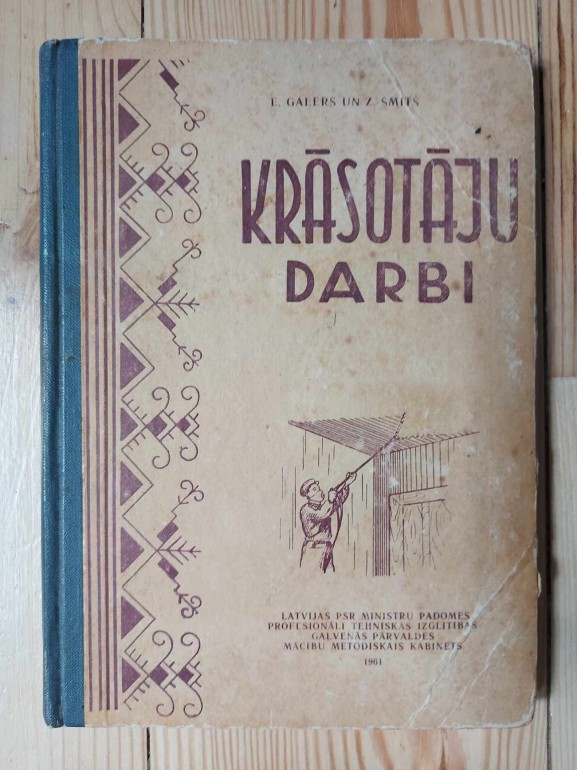 E. GALERS UN Z. SMITS
KRĀSOTĀJU
DARBI
LATVIJAS PSR MINISTRU PADOMES
PROFESIONĀLI TEHNISKĀS IZGLĪTĪBAS
GALVENĀS PĀRVALDES
MĀCĪBU METODISKAIS KABINETS
1961